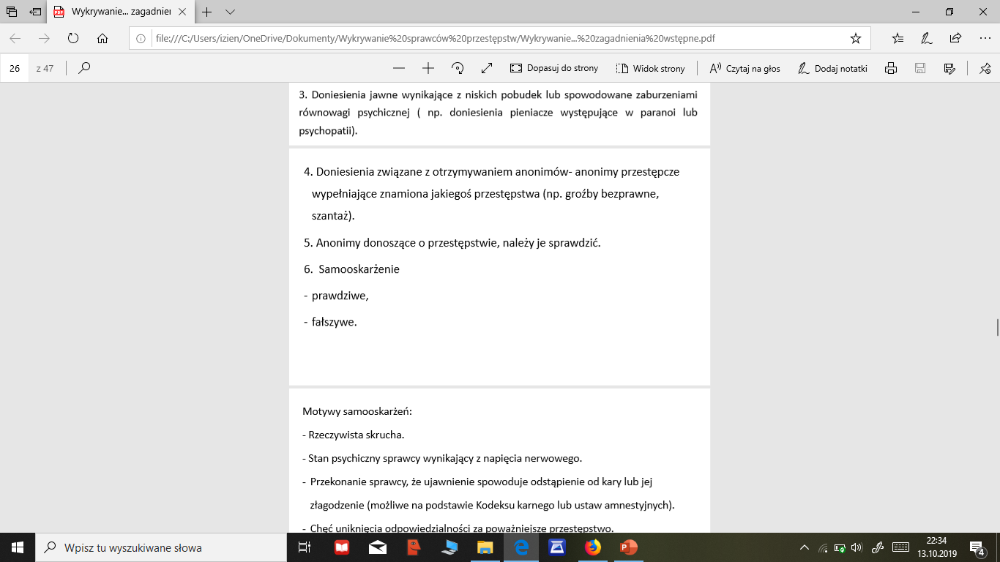 Wykrywanie... zagadnien
file:///C:/Users/izien/OneDrive/Dokumenty/Wykrywanie%20sprawców%20przestępstw/Wykrywanie...%20zagadnienia%20wstępne.pdf
26 z 47 Dopasuj do strony Widok strony Czytaj na głos Dodaj notatki
3. Doniesienia jawne wynikające z niskich pobudek lub spowodowane zaburzeniami
równowagi psychicznej ( np. doniesienia pieniacze występujące w paranoi lub
psychopatii).
4. Doniesienia związane z otrzymywaniem anonimów- anonimy przestępcze
wypełniające znamiona jakiegoś przestępstwa (np. groźby bezprawne,
szantaż).
5. Anonimy donoszące o przestępstwie, należy je sprawdzić.
6. Samooskarżenie
- prawdziwe,
- fałszywe.
Motywy samooskarżeń:
- Rzeczywista skrucha.
- Stan psychiczny sprawcy wynikający z napięcia nerwowego.
- Przekonanie sprawcy, że ujawnienie spowoduje odstąpienie od kary lub jej
złagodzenie (możliwe na podstawie Kodeksu karnego lub ustaw amnestyjnych).
- Chęć uniknięcia odpowiedzialności za poważniejsze przestępstwo.
Wpisz tu wyszukiwane słowa
22:34
13.10.2019
4